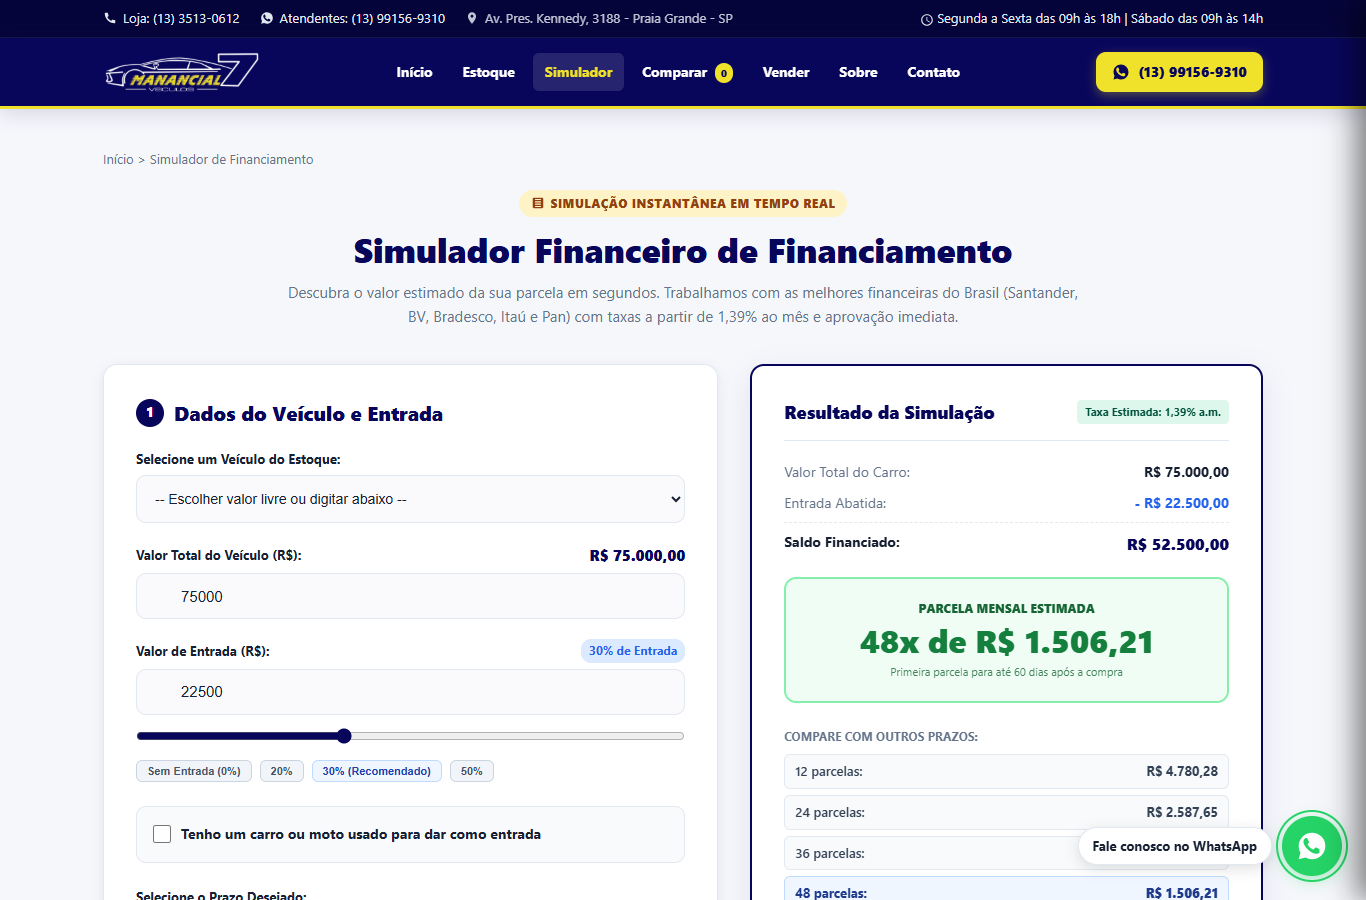 Loja: (13) 3513-0612
Atendentes: (13) 99156-9310
Av. Pres. Kennedy, 3188 - Praia Grande - SP
Segunda a Sexta das 09h às 18h | Sábado das 09h às 14h
MANANCIAL 7
VEÍCULOS
Início
Estoque
Simulador
Comparar 0
Vender
Sobre
Contato
(13) 99156-9310
Início > Simulador de Financiamento
SIMULAÇÃO INSTANTÂNEA EM TEMPO REAL
Simulador Financeiro de Financiamento
Descubra o valor estimado da sua parcela em segundos. Trabalhamos com as melhores financeiras do Brasil (Santander,
BV, Bradesco, Itaú e Pan) com taxas a partir de 1,39% ao mês e aprovação imediata.
1 Dados do Veículo e Entrada
Selecione um Veículo do Estoque:
-- Escolher valor livre ou digitar abaixo --
Valor Total do Veículo (R$): R$ 75.000,00
75000
Valor de Entrada (R$): 30% de Entrada
22500
Sem Entrada (0%) 20% 30% (Recomendado) 50%
Tenho um carro ou moto usado para dar como entrada
Selecione o Prazo Desejado:
Resultado da Simulação
Taxa Estimada: 1,39% a.m.
Valor Total do Carro: R$ 75.000,00
Entrada Abatida: - R$ 22.500,00
Saldo Financiado: R$ 52.500,00
PARCELA MENSAL ESTIMADA
48x de R$ 1.506,21
Primeira parcela para até 60 dias após a compra
COMPARE COM OUTROS PRAZOS:
12 parcelas: R$ 4.780,28
24 parcelas: R$ 2.587,65
36 parcelas:
48 parcelas: R$ 1.506,21
Fale conosco no WhatsApp